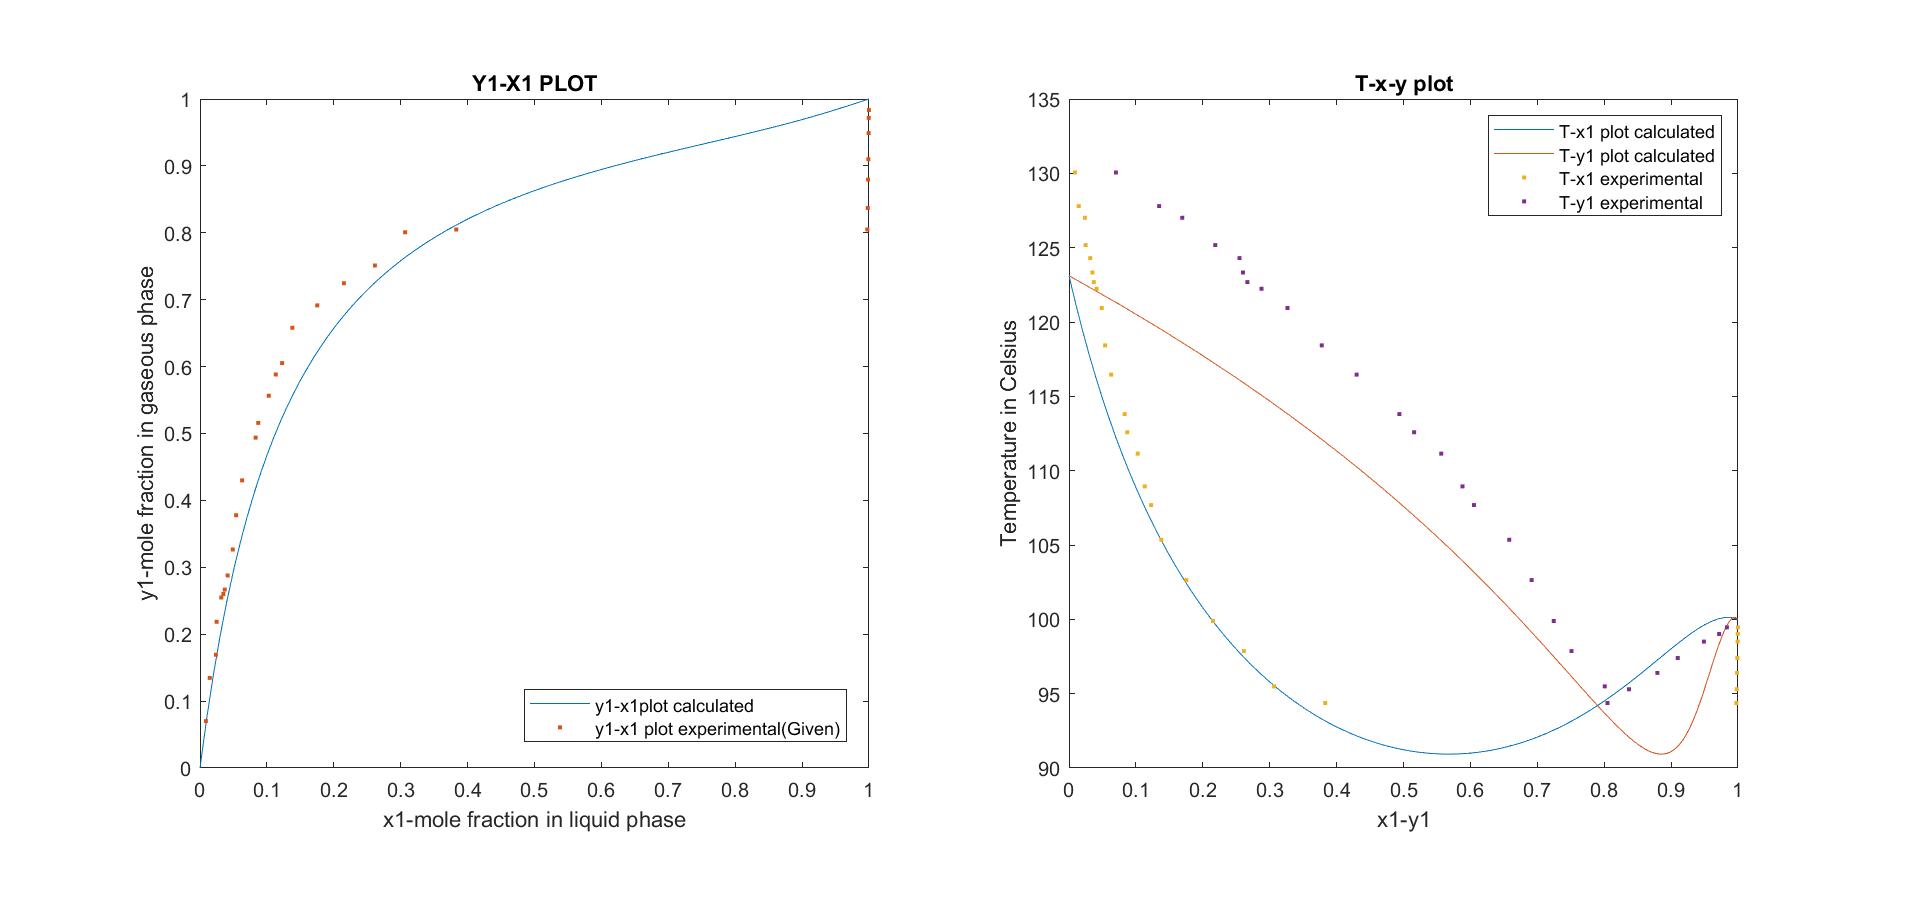 Y1-X1 PLOT
1
0.9
0.8
0.7
0.6
0.5
0.4
0.3
0.2
0.1
0
y1-mole fraction in gaseous phase
0 0.1 0.2 0.3 0.4 0.5 0.6 0.7 0.8 0.9 1
x1-mole fraction in liquid phase
y1-x1plot calculated
y1-x1 plot experimental(Given)
T-x-y plot
135
130
125
120
115
110
105
100
95
90
Temperature in Celsius
0 0.1 0.2 0.3 0.4 0.5 0.6 0.7 0.8 0.9 1
x1-y1
T-x1 plot calculated
T-y1 plot calculated
T-x1 experimental
T-y1 experimental